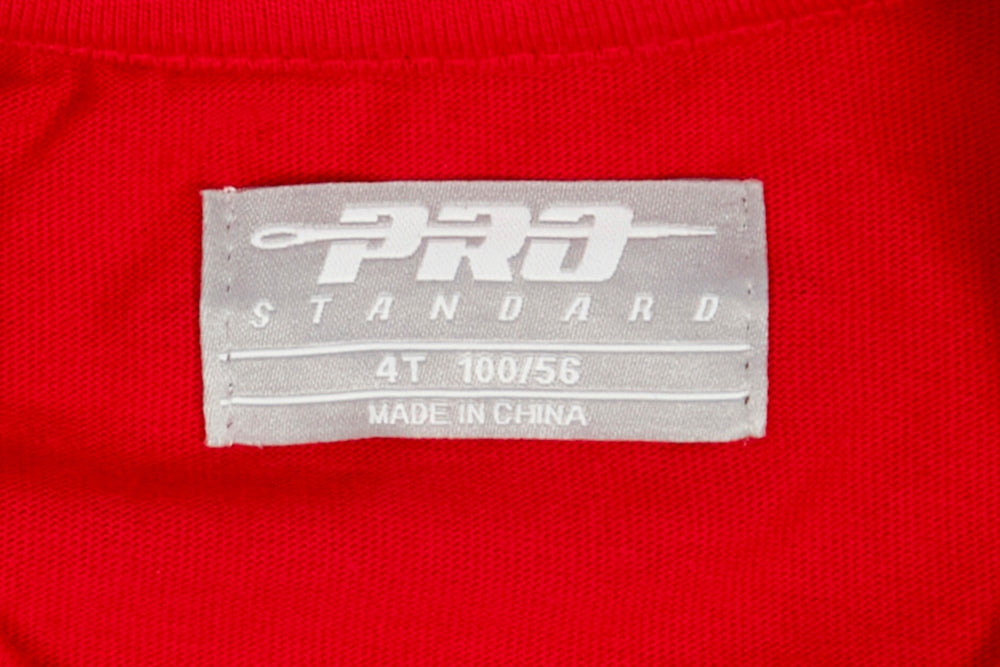 PRO
STANDARD
4T 100/56
MADE IN CHINA